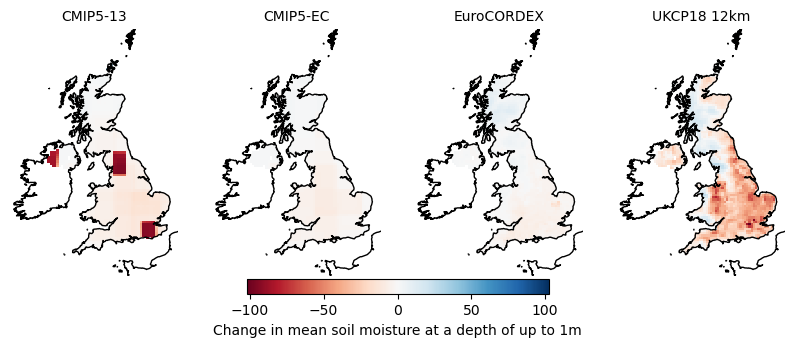 CMIP5-13 CMIP5-EC EuroCORDEX UKCP18 12km
−100 −50 0 50 100
Change in mean soil moisture at a depth of up to 1m